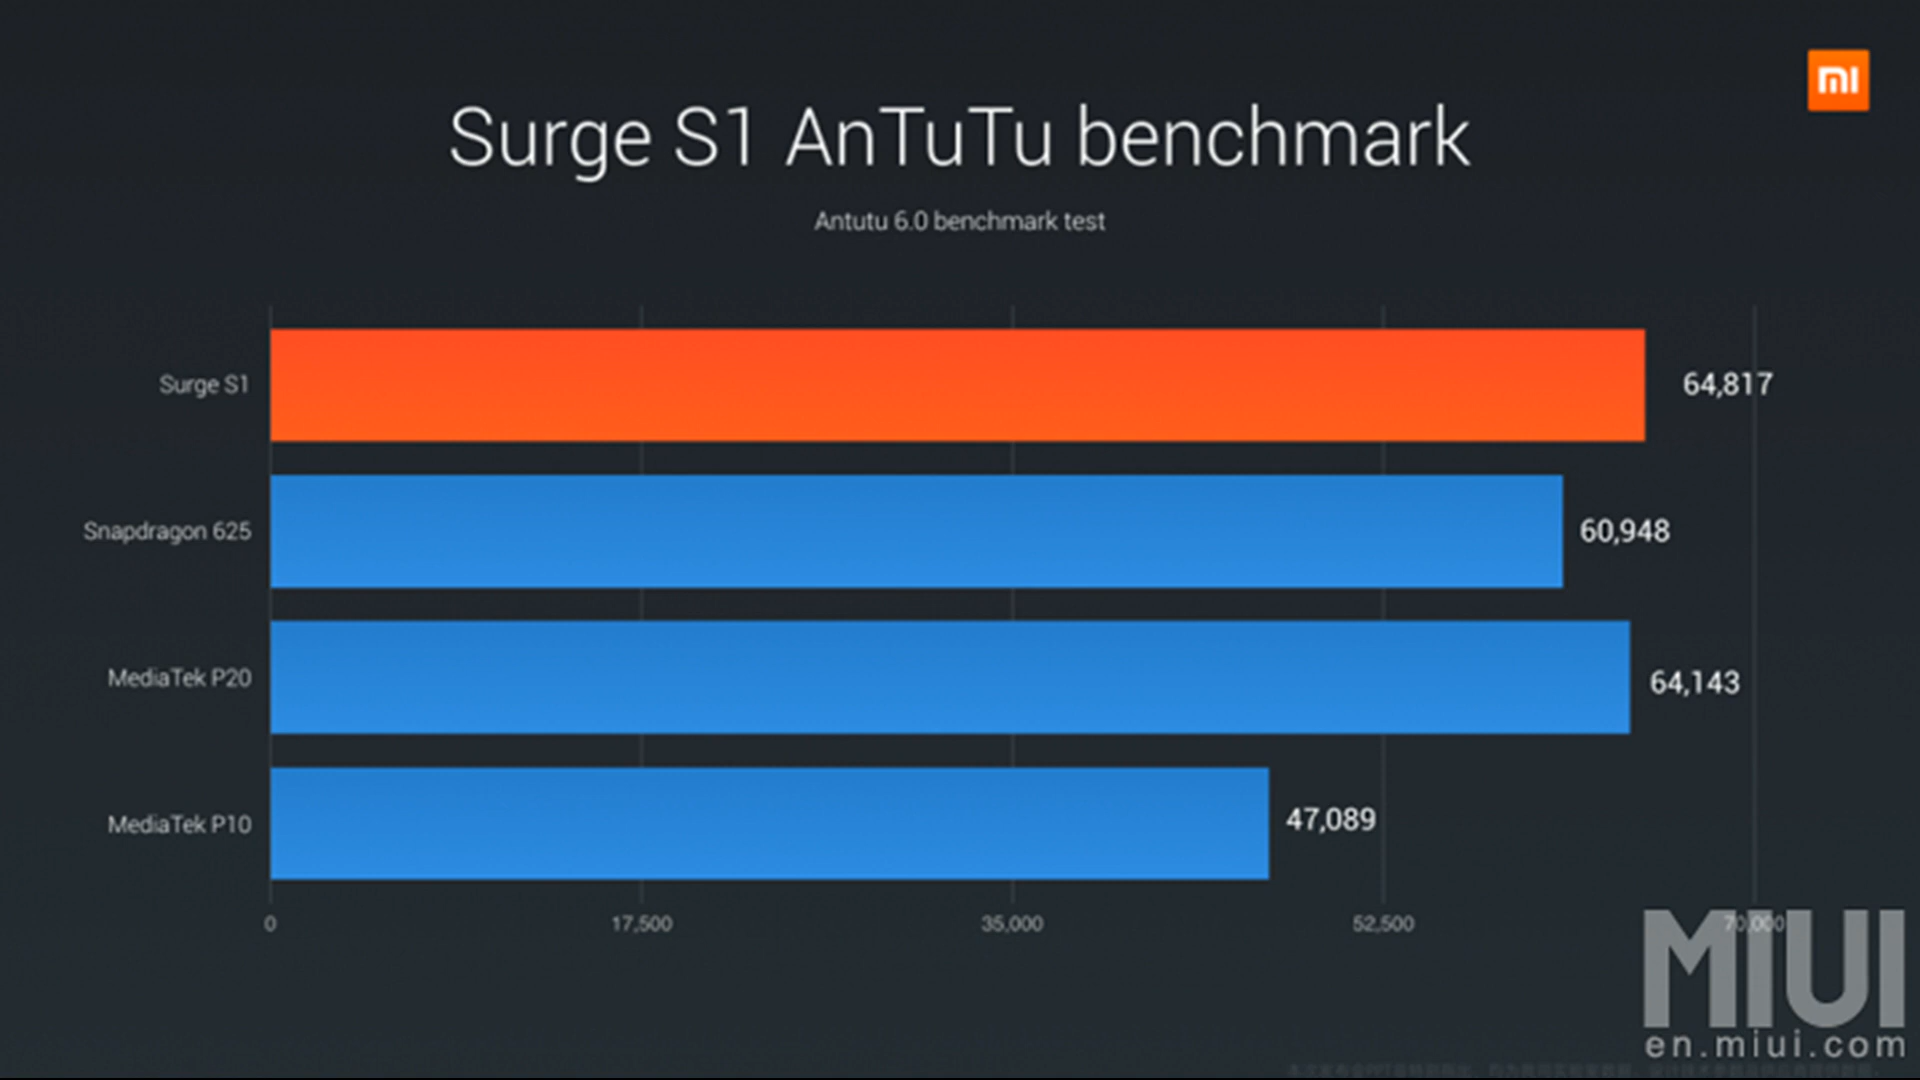 mi
Surge S1 AnTuTu benchmark
Antutu 6.0 benchmark test
Surge S1
64,817
Snapdragon 625
60,948
MediaTek P20
64,143
MediaTek P10
47,089
0
17,500
35,000
52,500
70,000
MIUI
en.miui.com